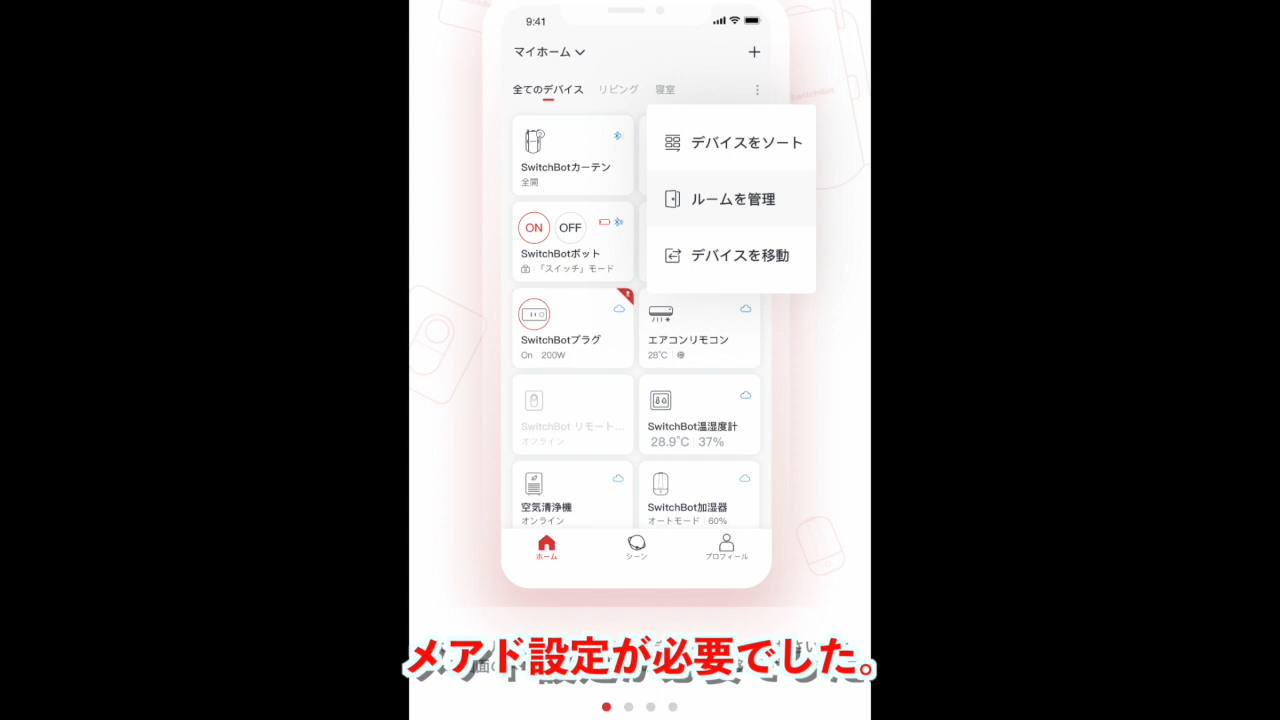 9:41
マイホーム
全てのデバイス リビング 寝室
SwitchBot
デバイスをソート
ルームを管理
デバイスを移動
SwitchBotカーテン
全開
ON OFF
SwitchBotボット
「スイッチ」モード
SwitchBotプラグ
On 200W
エアコンリモコン
28°C
SwitchBot リモート...
オフライン
SwitchBot温湿度計
28.9°C 37%
空気清浄機
オンライン
SwitchBot加湿器
オートモード 60%
ホーム シーン プロフィール
メアド設定が必要でした。